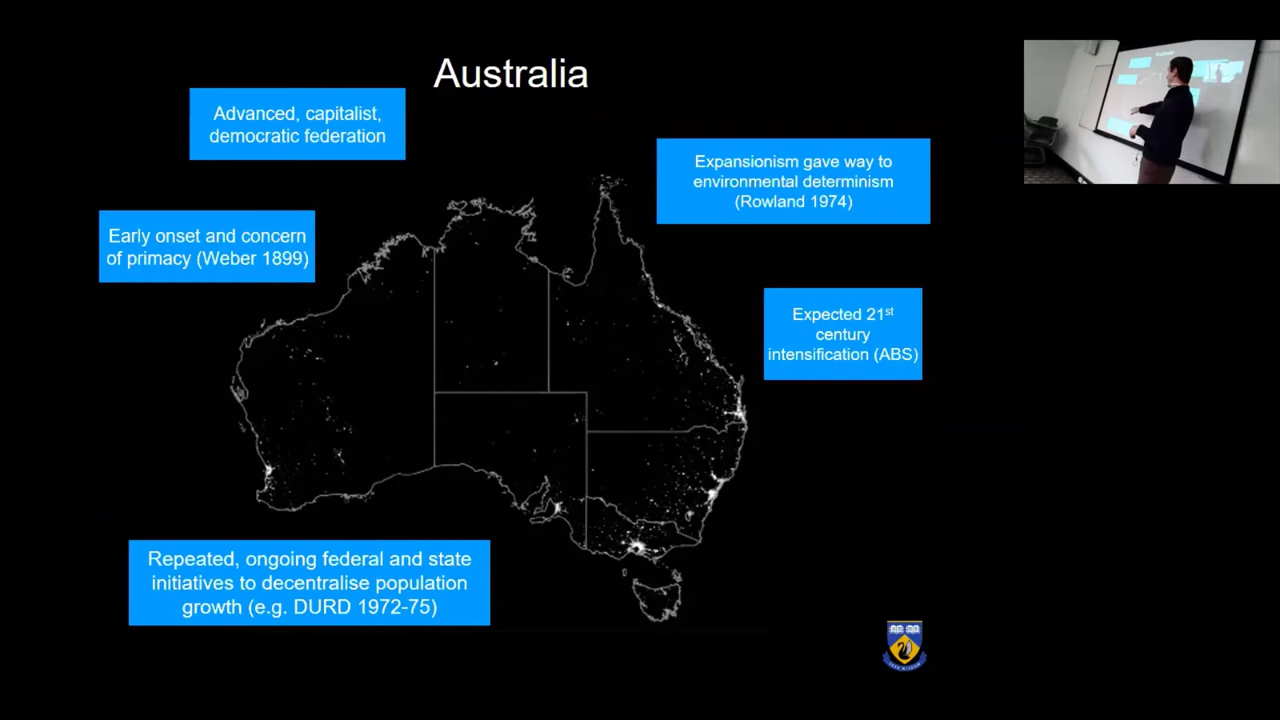 Australia
Advanced, capitalist,
democratic federation
Expansionism gave way to
environmental determinism
(Rowland 1974)
Early onset and concern
of primacy (Weber 1899)
Expected 21st
century
intensification (ABS)
Repeated, ongoing federal and state
initiatives to decentralise population
growth (e.g. DURD 1972-75)